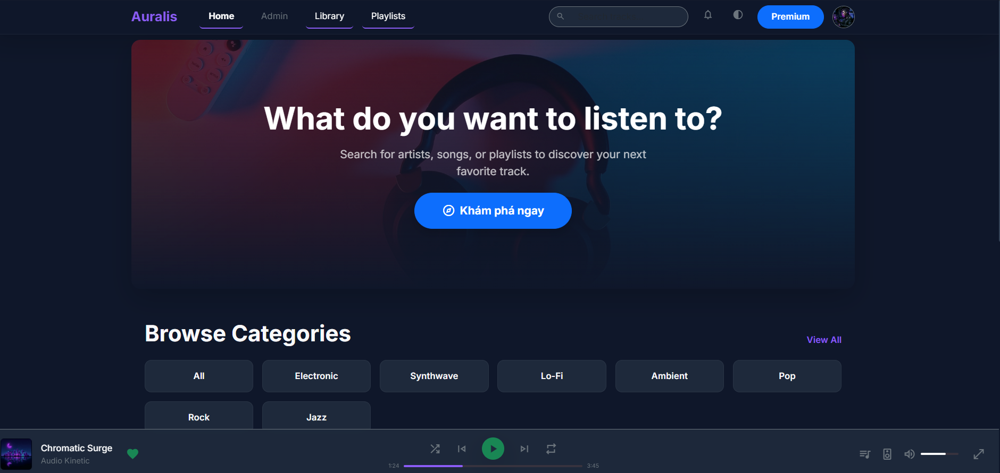 Auralis
Home
Admin
Library
Playlists
Premium
What do you want to listen to?
Search for artists, songs, or playlists to discover your next
favorite track.
Khám phá ngay
Browse Categories
View All
All
Electronic
Synthwave
Lo-Fi
Ambient
Pop
Rock
Jazz
Chromatic Surge
Audio Kinetic
1:24
3:45